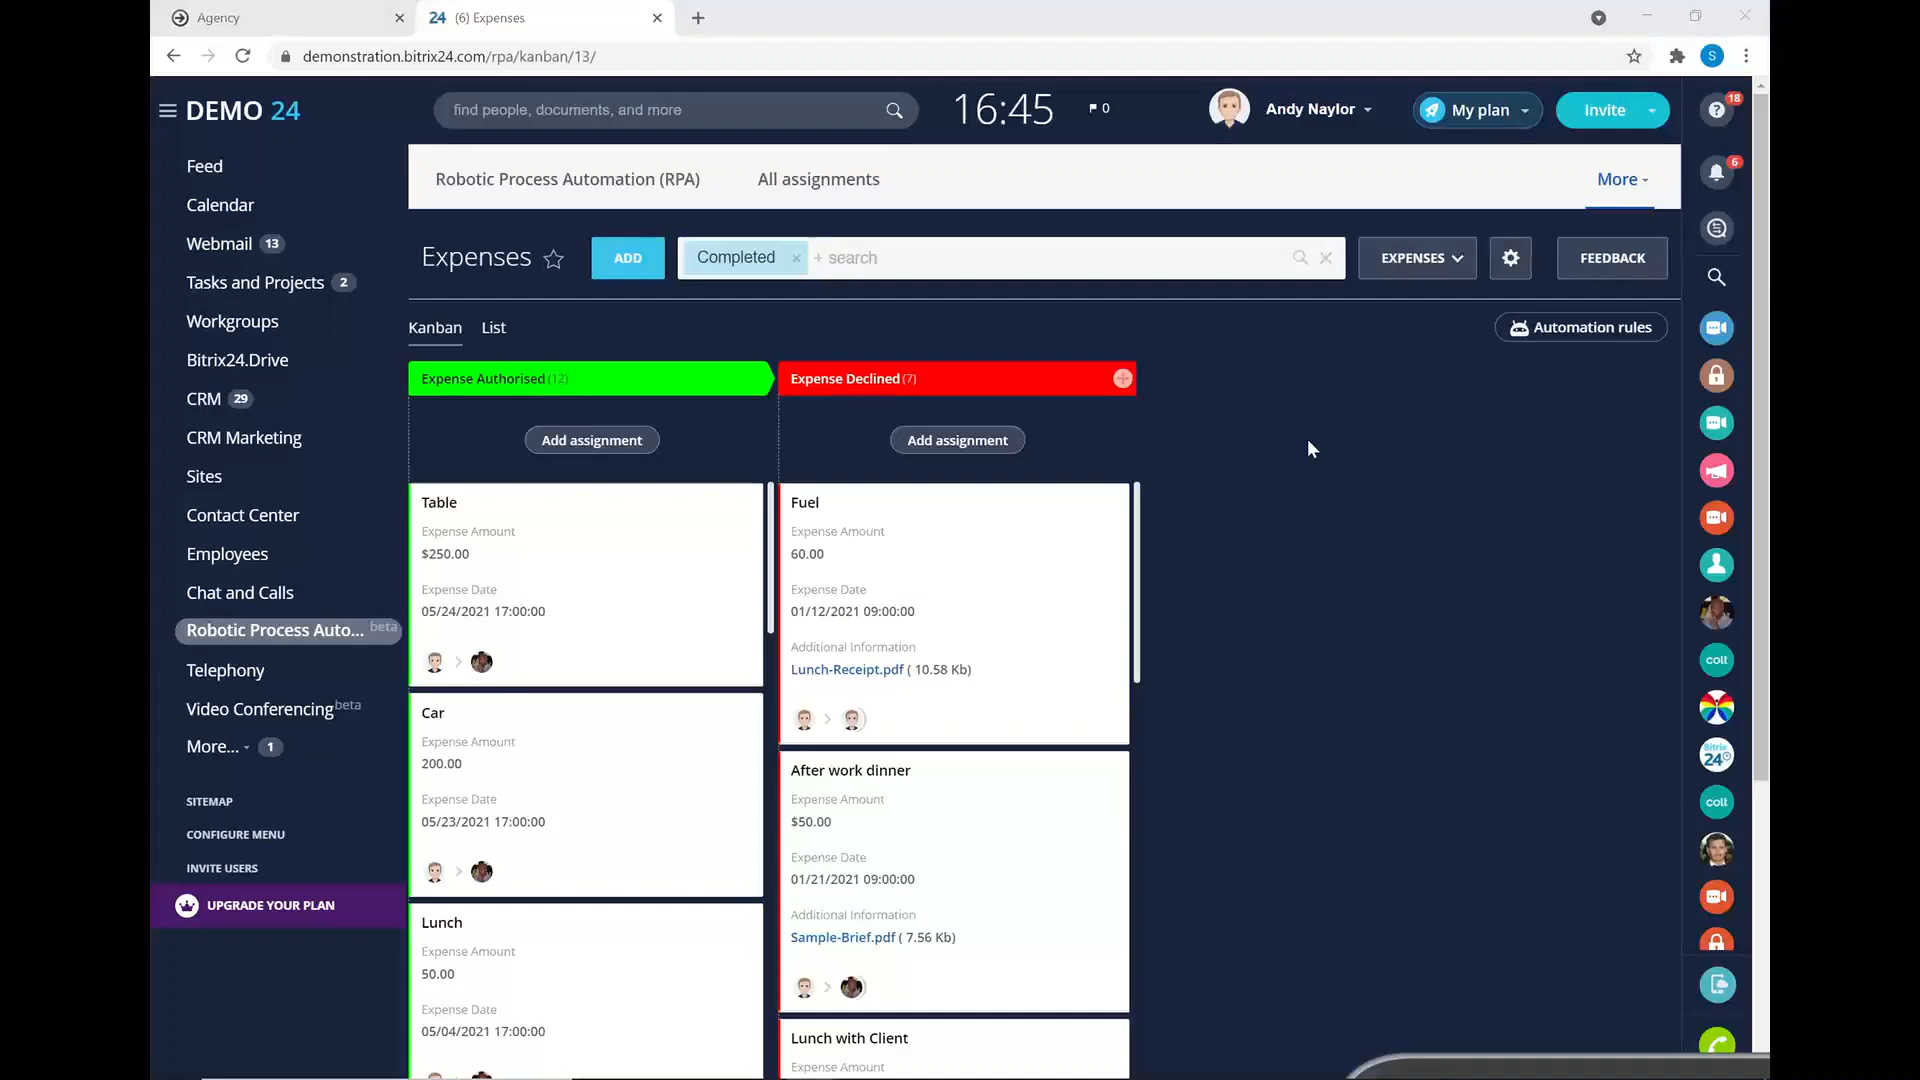 Agency
24 (6) Expenses
demonstration.bitrix24.com/rpa/kanban/13/
S
DEMO 24
find people, documents, and more
16:45
0
Andy Naylor
My plan
Invite
18
6
Feed
Calendar
Webmail 13
Tasks and Projects 2
Workgroups
Bitrix24.Drive
CRM 29
CRM Marketing
Sites
Contact Center
Employees
Chat and Calls
Robotic Process Auto... beta
Telephony
Video Conferencing beta
More... 1
SITEMAP
CONFIGURE MENU
INVITE USERS
UPGRADE YOUR PLAN
Robotic Process Automation (RPA)
All assignments
More
Expenses
ADD
Completed
+ search
EXPENSES
FEEDBACK
Kanban
List
Automation rules
Expense Authorised (12)
Add assignment
Table
Expense Amount
$250.00
Expense Date
05/24/2021 17:00:00
Car
Expense Amount
200.00
Expense Date
05/23/2021 17:00:00
Lunch
Expense Amount
50.00
Expense Date
05/04/2021 17:00:00
Expense Declined (7)
Add assignment
Fuel
Expense Amount
60.00
Expense Date
01/12/2021 09:00:00
Additional Information
Lunch-Receipt.pdf ( 10.58 Kb)
After work dinner
Expense Amount
$50.00
Expense Date
01/21/2021 09:00:00
Additional Information
Sample-Brief.pdf ( 7.56 Kb)
Lunch with Client
Expense Amount
colt
Bitrix
24
colt